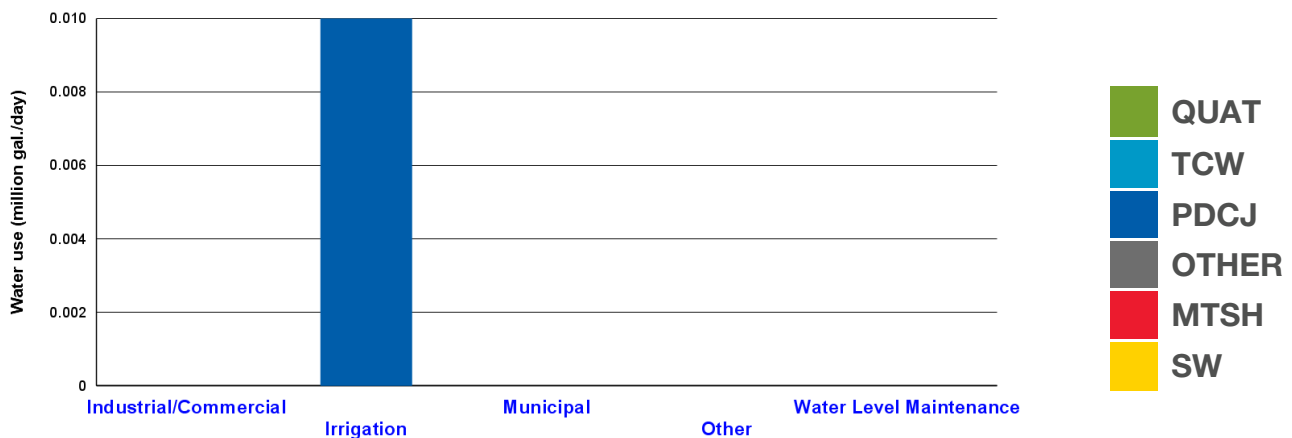 0.010
0.008
0.006
0.004
0.002
0
Water use (million gal./day)
Industrial/Commercial
Irrigation
Municipal
Other
Water Level Maintenance
QUAT
TCW
PDCJ
OTHER
MTSH
SW